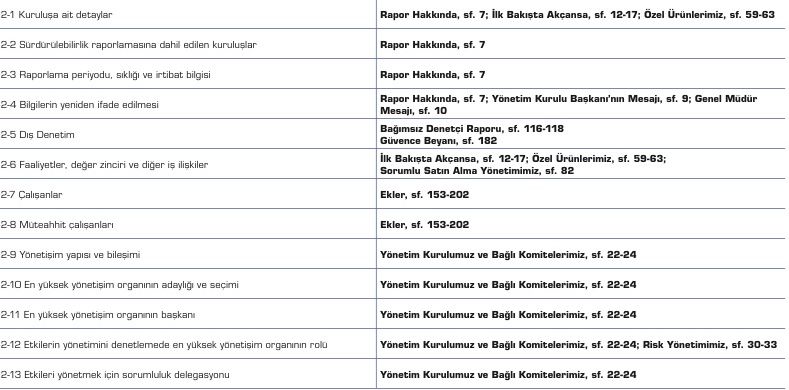 2-1 Kuruluşa ait detaylar
Rapor Hakkında, sf. 7; İlk Bakışta Akçansa, sf. 12-17; Özel Ürünlerimiz, sf. 59-63
2-2 Sürdürülebilirlik raporlamasına dahil edilen kuruluşlar
Rapor Hakkında, sf. 7
2-3 Raporlama periyodu, sıklığı ve irtibat bilgisi
Rapor Hakkında, sf. 7
2-4 Bilgilerin yeniden ifade edilmesi
Rapor Hakkında, sf. 7; Yönetim Kurulu Başkanı'nın Mesajı, sf. 9; Genel Müdür
Mesajı, sf. 10
2-5 Dış Denetim
Bağımsız Denetçi Raporu, sf. 116-118
Güvence Beyanı, sf. 182
2-6 Faaliyetler, değer zinciri ve diğer iş ilişkiler
İlk Bakışta Akçansa, sf. 12-17; Özel Ürünlerimiz, sf. 59-63;
Sorumlu Satın Alma Yönetimimiz, sf. 82
2-7 Çalışanlar
Ekler, sf. 153-202
2-8 Müteahhit çalışanları
Ekler, sf. 153-202
2-9 Yönetişim yapısı ve bileşimi
Yönetim Kurulumuz ve Bağlı Komitelerimiz, sf. 22-24
2-10 En yüksek yönetişim organının adaylığı ve seçimi
Yönetim Kurulumuz ve Bağlı Komitelerimiz, sf. 22-24
2-11 En yüksek yönetişim organının başkanı
Yönetim Kurulumuz ve Bağlı Komitelerimiz, sf. 22-24
2-12 Etkilerin yönetimini denetlemede en yüksek yönetişim organının rolü
Yönetim Kurulumuz ve Bağlı Komitelerimiz, sf. 22-24; Risk Yönetimimiz, sf. 30-33
2-13 Etkileri yönetmek için sorumluluk delegasyonu
Yönetim Kurulumuz ve Bağlı Komitelerimiz, sf. 22-24